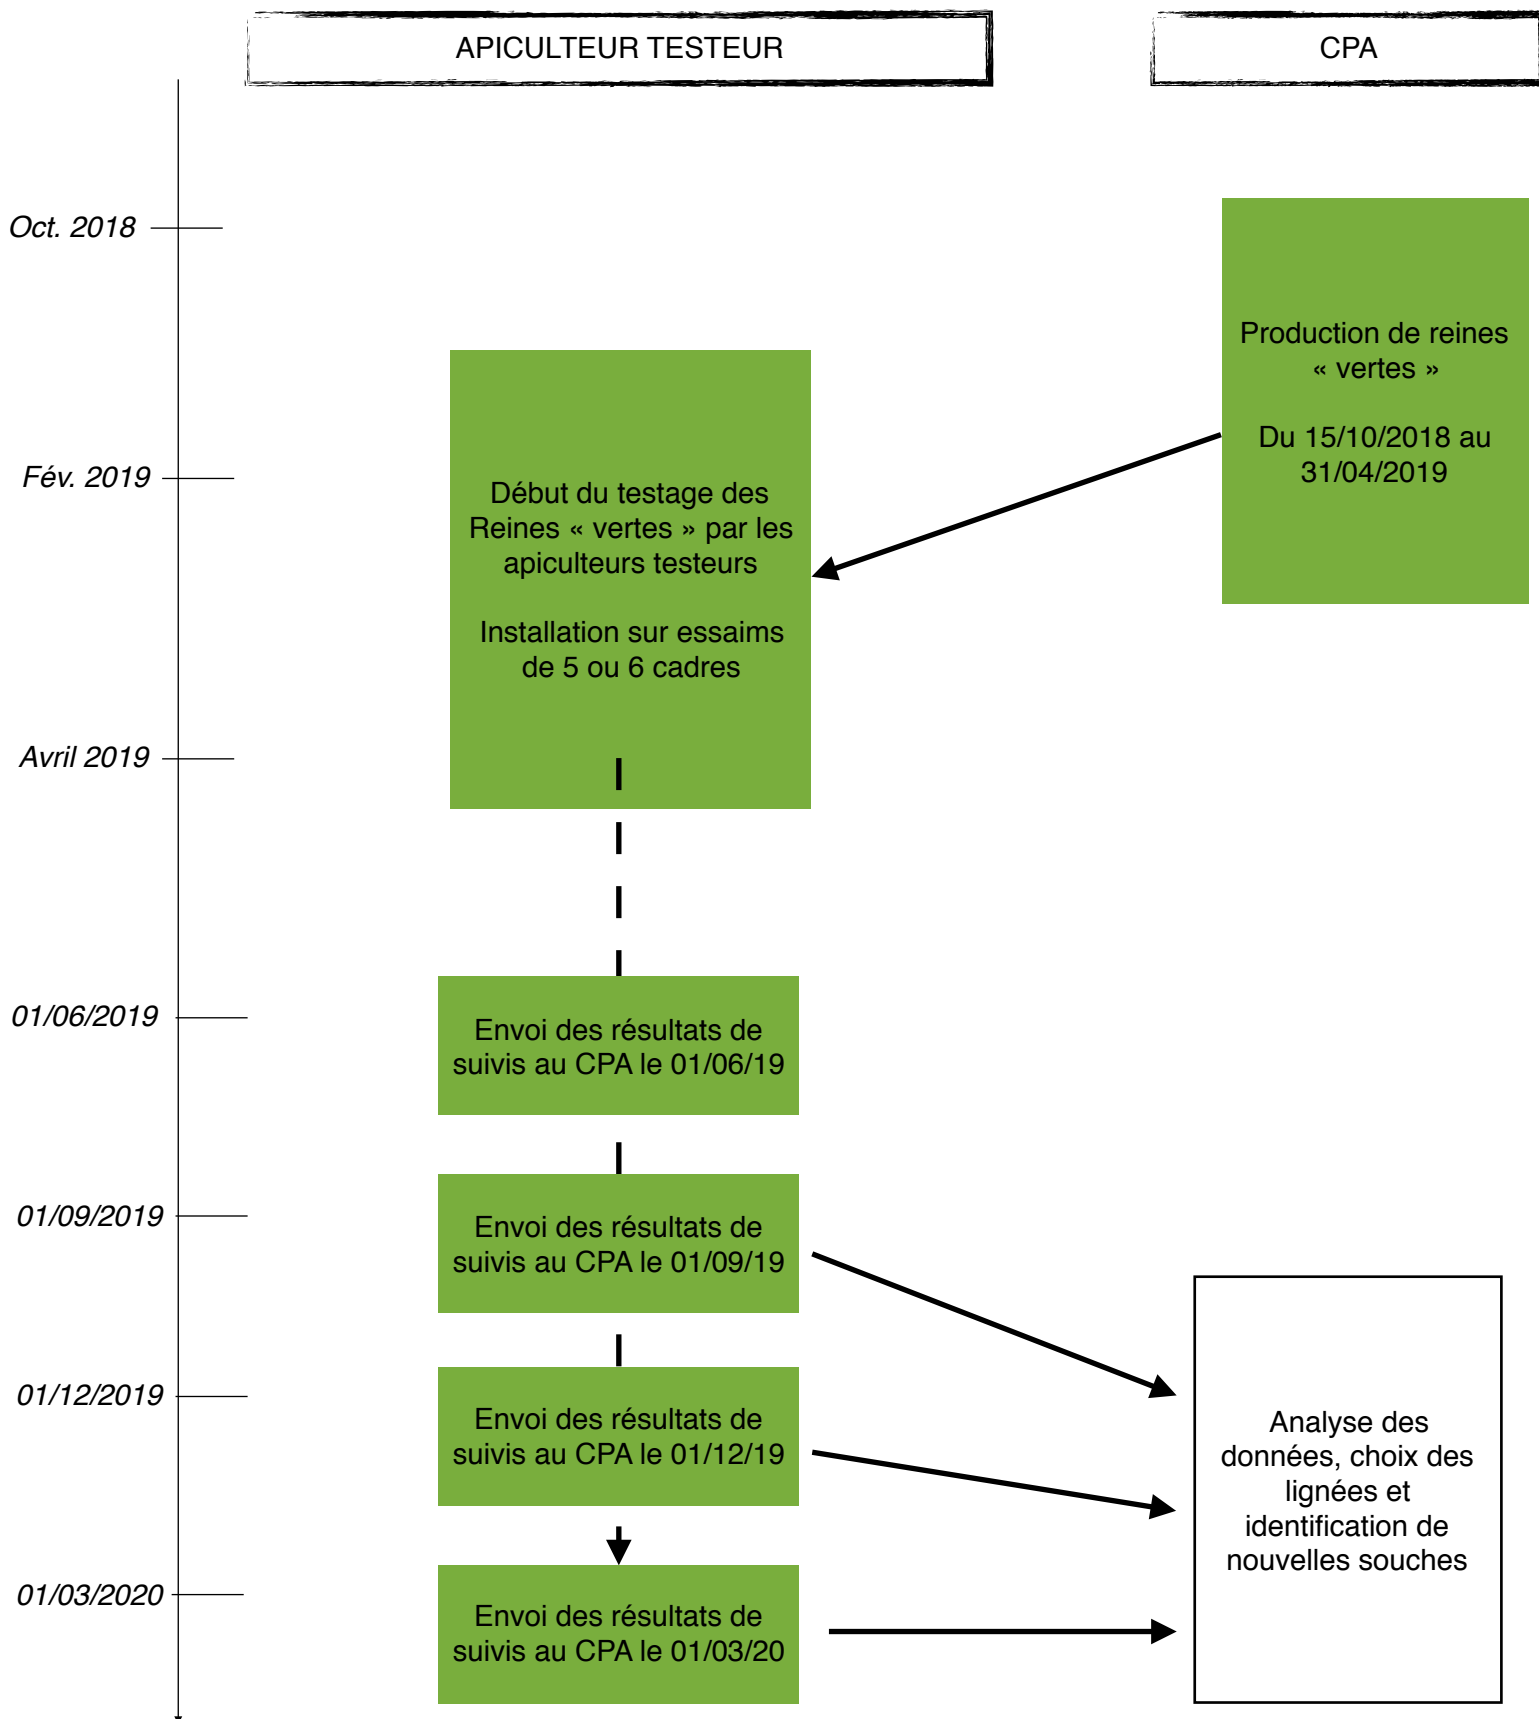 APICULTEUR TESTEUR
CPA
Oct. 2018
Production de reines
« vertes »
Du 15/10/2018 au
31/04/2019
Fév. 2019
Début du testage des
Reines « vertes » par les
apiculteurs testeurs
Installation sur essaims
de 5 ou 6 cadres
Avril 2019
01/06/2019
Envoi des résultats de
suivis au CPA le 01/06/19
01/09/2019
Envoi des résultats de
suivis au CPA le 01/09/19
01/12/2019
Envoi des résultats de
suivis au CPA le 01/12/19
Analyse des
données, choix des
lignées et
identification de
nouvelles souches
01/03/2020
Envoi des résultats de
suivis au CPA le 01/03/20